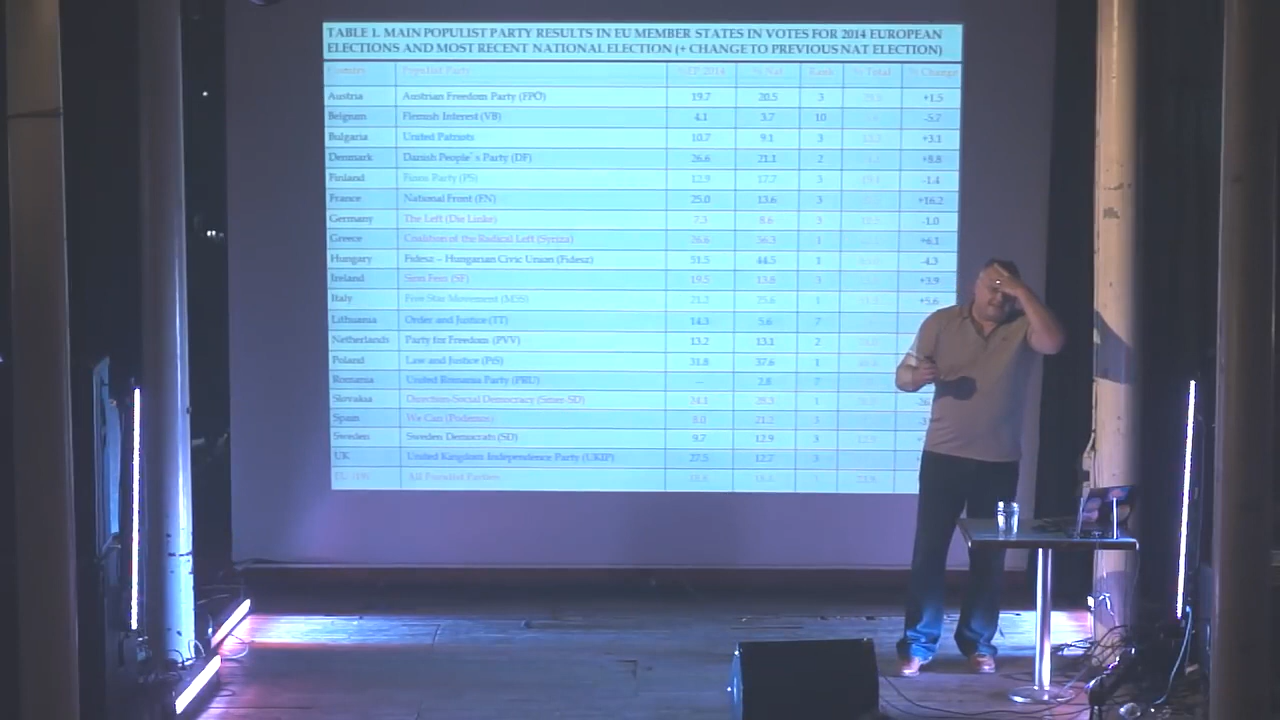 TABLE 1. MAIN POPULIST PARTY RESULTS IN EU MEMBER STATES IN VOTES FOR 2014 EUROPEAN
ELECTIONS AND MOST RECENT NATIONAL ELECTION (+ CHANGE TO PREVIOUS NAT ELECTION)
Country Populist Party % EP 2014 % Nat Rank % Total % Change
Austria Austrian Freedom Party (FPÖ) 19.7 20.5 3 +1.5
Belgium Flemish Interest (VB) 4.1 3.7 10 -5.7
Bulgaria United Patriots 10.7 9.1 3 +3.1
Denmark Danish People´s Party (DF) 26.6 21.1 2 +8.8
Finland Finns Party (PS) 12.9 17.7 3 -1.4
France National Front (FN) 25.0 13.6 3 +16.2
Germany The Left (Die Linke) 7.3 8.6 3 -1.0
Greece Coalition of the Radical Left (Syriza) 26.6 36.3 1 +6.1
Hungary Fidesz – Hungarian Civic Union (Fidesz) 51.5 44.5 1 -4.3
Ireland Sinn Fein (SF) 19.5 13.8 3 +3.9
Italy Five Star Movement (M5S) 21.2 25.6 1 +5.6
Lithuania Order and Justice (TT) 14.3 5.6 7
Netherlands Party for Freedom (PVV) 13.2 13.1 2
Poland Law and Justice (PiS) 31.8 37.6 1
Romania United Romania Party (PRU) – 2.8 7
Slovakia Direction-Social Democracy (Smer-SD) 24.1 28.3 1
Spain We Can (Podemos) 8.0 21.2 3
Sweden Sweden Democrats (SD) 9.7 12.9 3
UK United Kingdom Independence Party (UKIP) 27.5 12.7 3
All Populist Parties